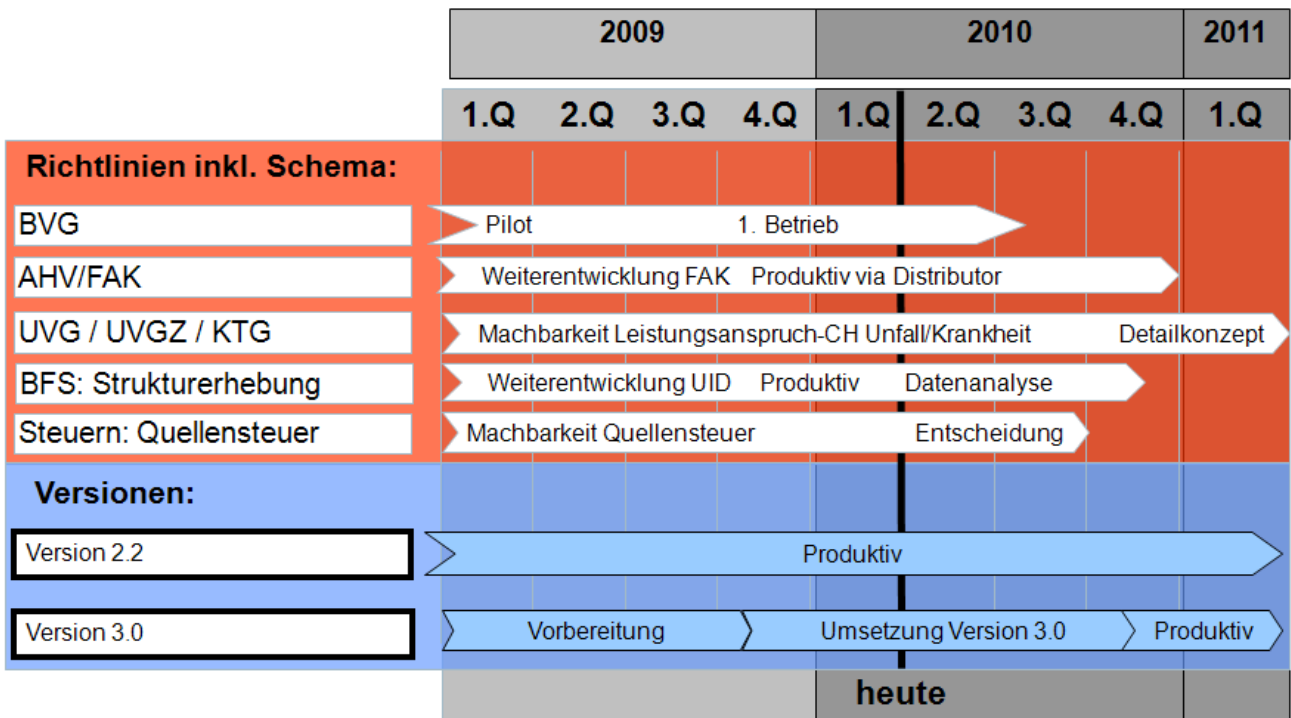 2009 2010 2011
1.Q 2.Q 3.Q 4.Q 1.Q 2.Q 3.Q 4.Q 1.Q
Richtlinien inkl. Schema:
BVG Pilot 1. Betrieb
AHV/FAK Weiterentwicklung FAK Produktiv via Distributor
UVG / UVGZ / KTG Machbarkeit Leistungsanspruch-CH Unfall/Krankheit Detailkonzept
BFS: Strukturerhebung Weiterentwicklung UID Produktiv Datenanalyse
Steuern: Quellensteuer Machbarkeit Quellensteuer Entscheidung
Versionen:
Version 2.2 Produktiv
Version 3.0 Vorbereitung Umsetzung Version 3.0 Produktiv
heute